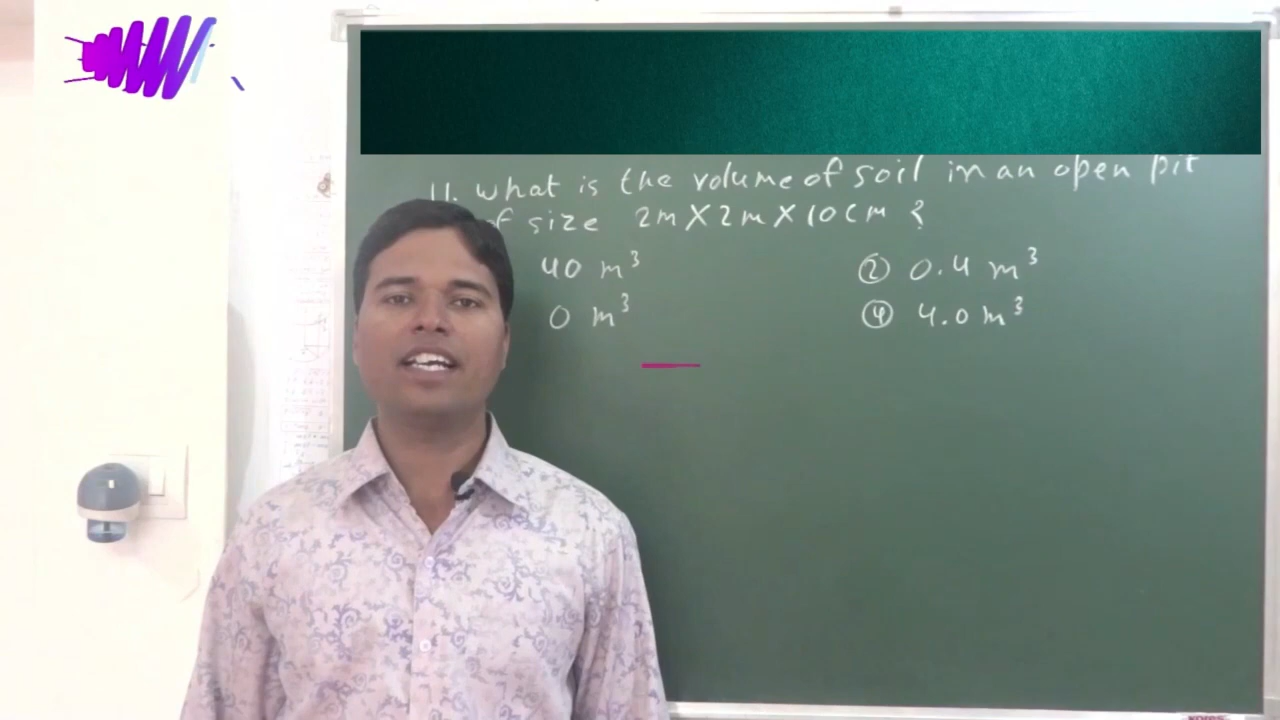 11. What is the volume of soil in an open pit
of size 2m X 2m X 10cm ?
40 m³ ② 0.4 m³
0 m³ ④ 4.0 m³